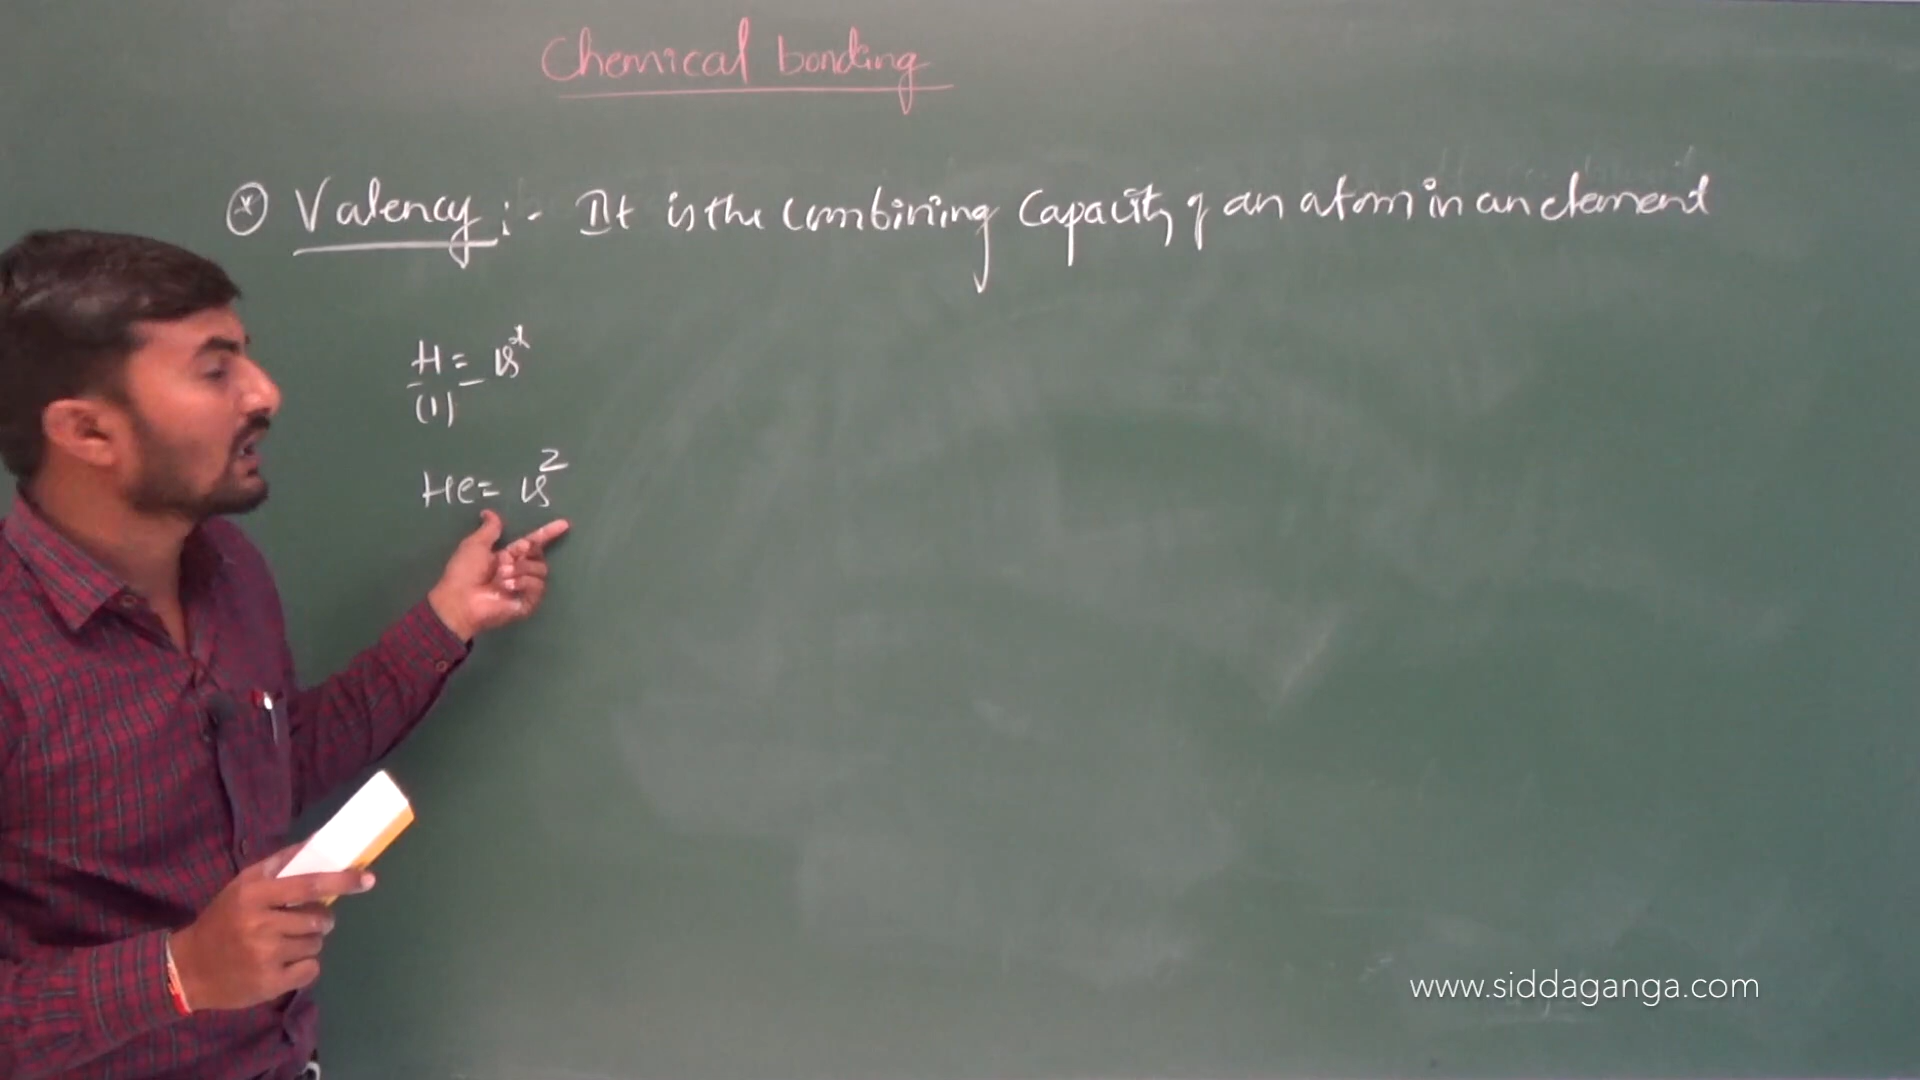 Chemical bonding
Valency :- It is the combining capacity of an atom in an element
H = 1s¹
(1)
He = 1s²
www.siddaganga.com